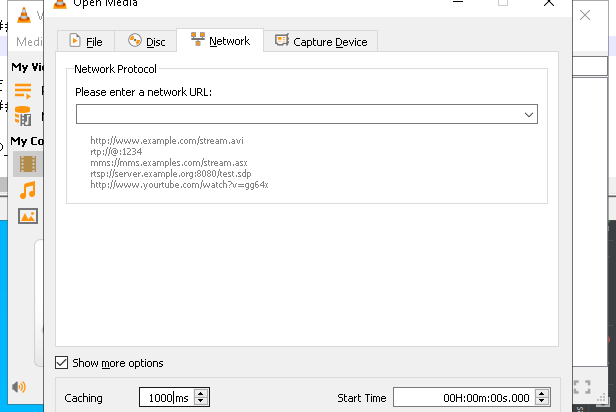 Open Media
Medi
File
Disc
Network
Capture Device
My Vi
My Co
Network Protocol
Please enter a network URL:
http://www.example.com/stream.avi
rtp://@:1234
mms://mms.examples.com/stream.asx
rtsp://server.example.org:8080/test.sdp
http://www.yourtube.com/watch?v=gg64x
Show more options
Caching
1000 ms
Start Time
00H:00m:00s.000